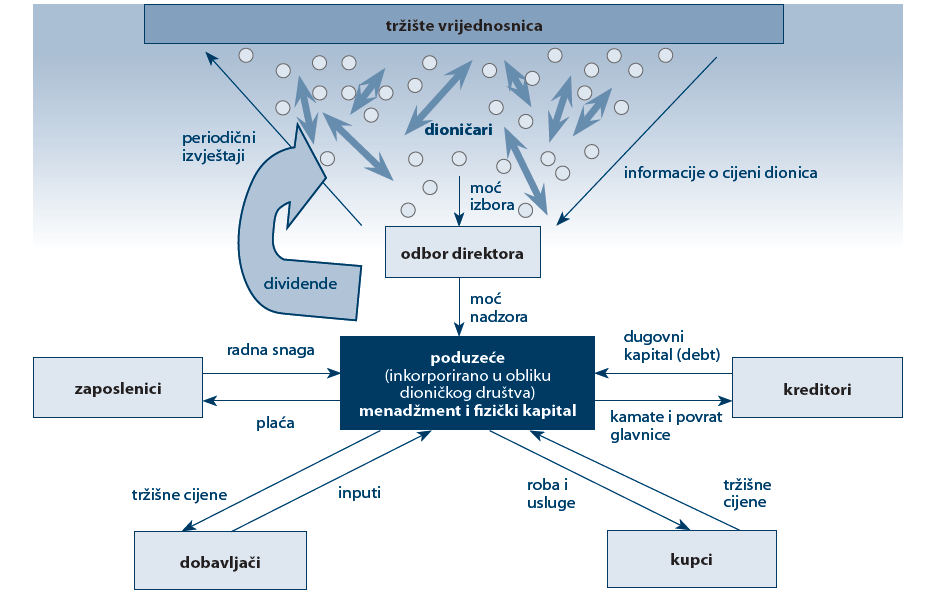 tržište vrijednosnica
periodični
izvještaji
dioničari
informacije o cijeni dionica
moć
izbora
odbor direktora
dividende
moć
nadzora
radna snaga
dugovni
kapital (debt)
zaposlenici
poduzeće
(inkorporirano u obliku
dioničkog društva)
menadžment i fizički kapital
kreditori
plaća
kamate i povrat
glavnice
tržišne cijene
inputi
roba i
usluge
tržišne
cijene
dobavljači
kupci